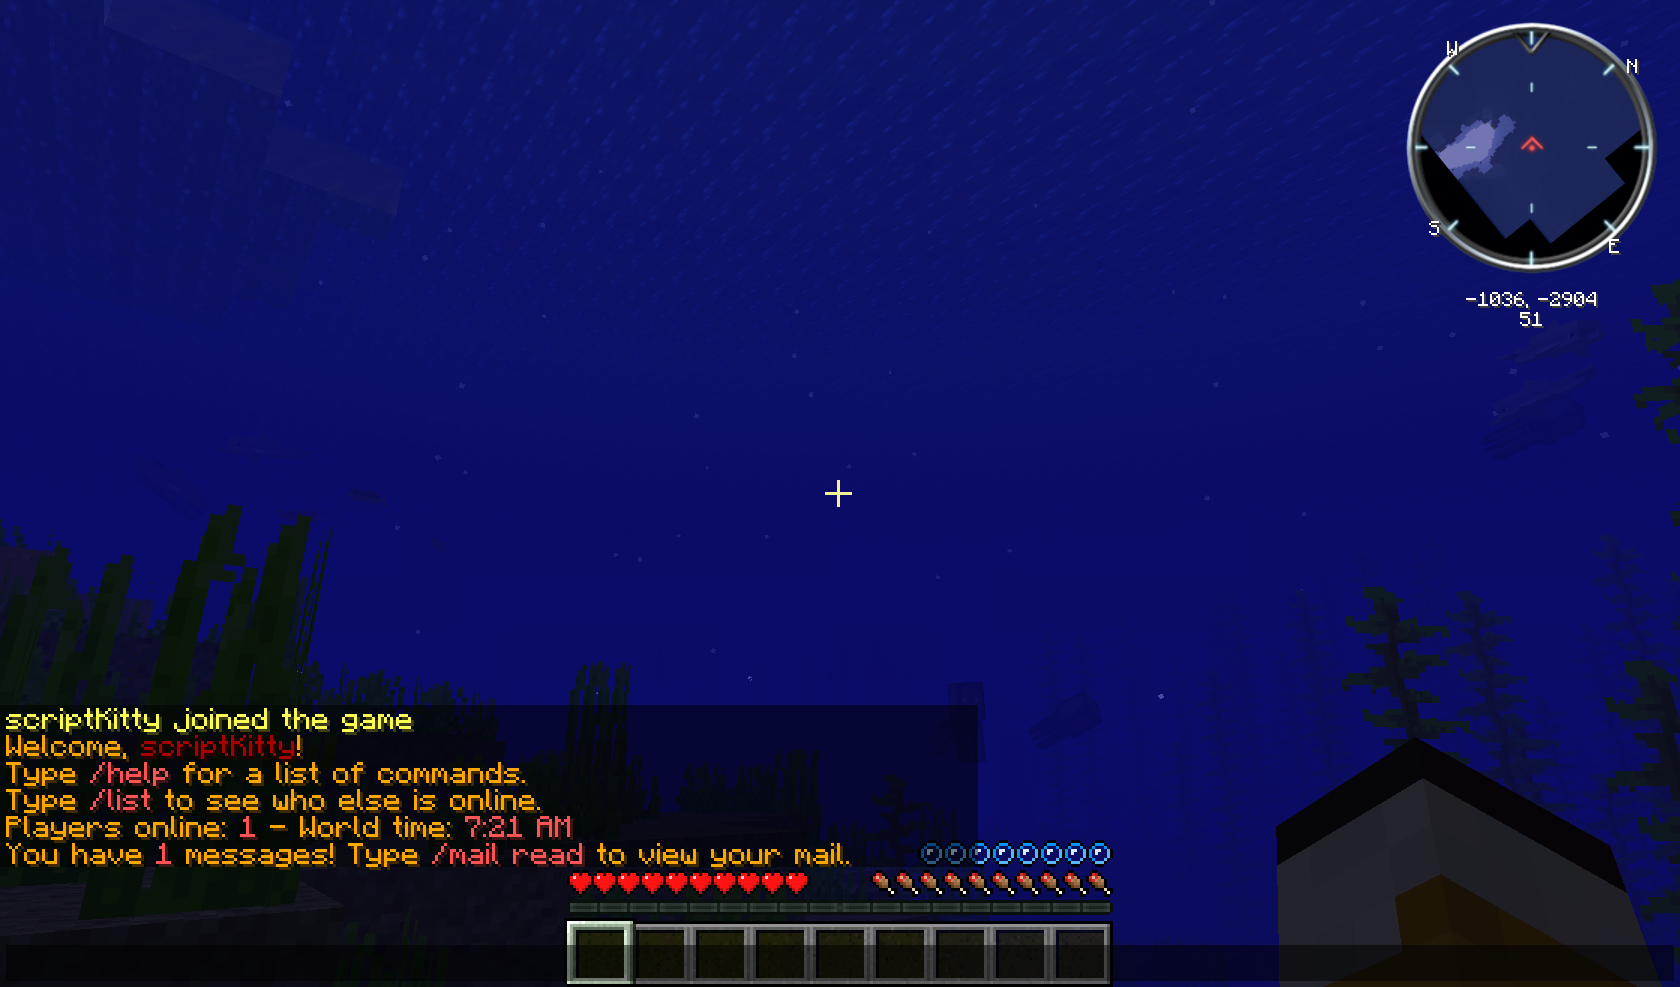 W
N
S
E
-1036, -2904
51
scriptKitty joined the game
Welcome, scriptKitty!
Type /help for a list of commands.
Type /list to see who else is online.
Players online: 1 - World time: 7:21 AM
You have 1 messages! Type /mail read to view your mail.